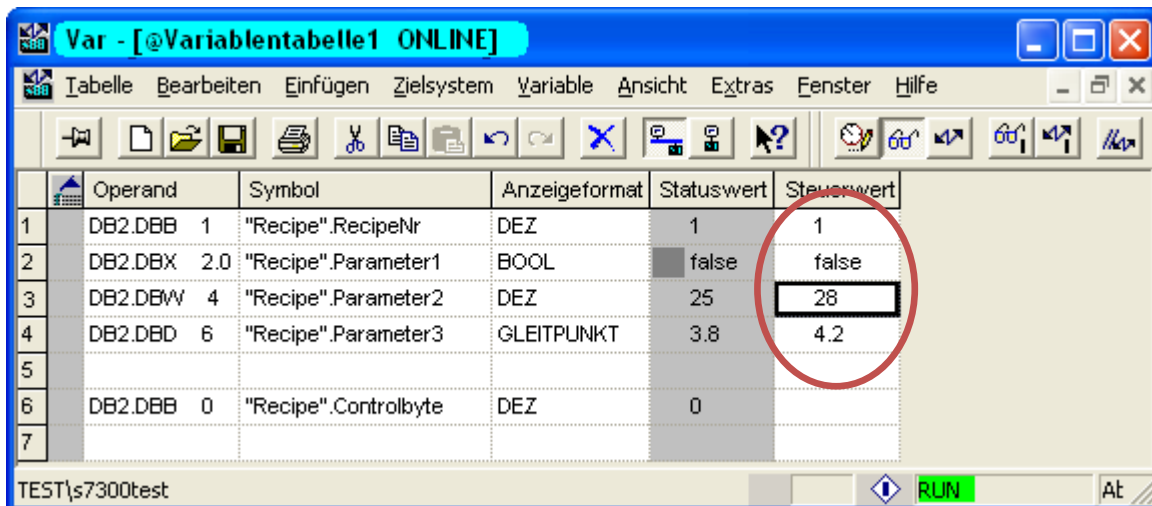 Var - [@Variablentabelle1 ONLINE]
Tabelle Bearbeiten Einfügen Zielsystem Variable Ansicht Extras Fenster Hilfe
Operand Symbol Anzeigeformat Statuswert Steuerwert
1 DB2.DBB 1 "Recipe".RecipeNr DEZ 1 1
2 DB2.DBX 2.0 "Recipe".Parameter1 BOOL false false
3 DB2.DBW 4 "Recipe".Parameter2 DEZ 25 28
4 DB2.DBD 6 "Recipe".Parameter3 GLEITPUNKT 3.8 4.2
5
6 DB2.DBB 0 "Recipe".Controlbyte DEZ 0
7
TEST\s7300test RUN